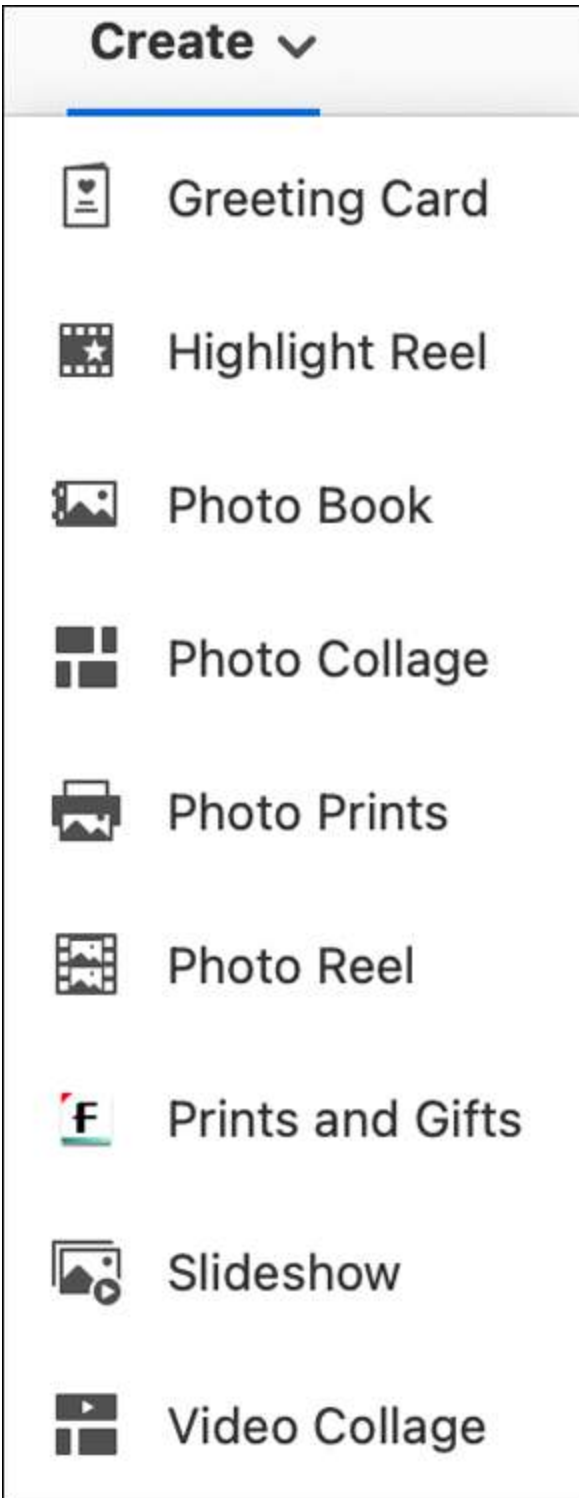 Create
Greeting Card
Highlight Reel
Photo Book
Photo Collage
Photo Prints
Photo Reel
F Prints and Gifts
Slideshow
Video Collage